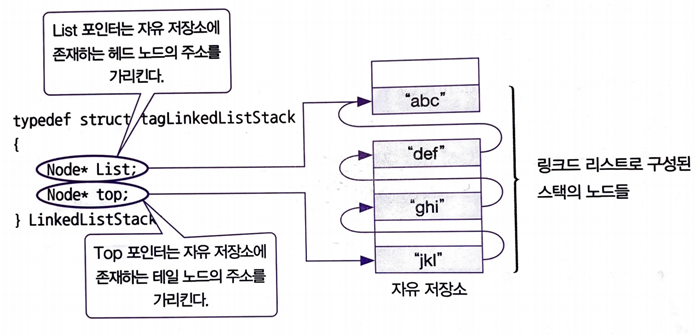 List 포인터는 자유 저장소에
존재하는 헤드 노드의 주소를
가리킨다.
typedef struct tagLinkedListStack
{
Node* List;
Node* top;
} LinkedListStack
Top 포인터는 자유 저장소에
존재하는 테일 노드의 주소를
가리킨다.
"abc"
"def"
"ghi"
"jkl"
자유 저장소
링크드 리스트로 구성된
스택의 노드들